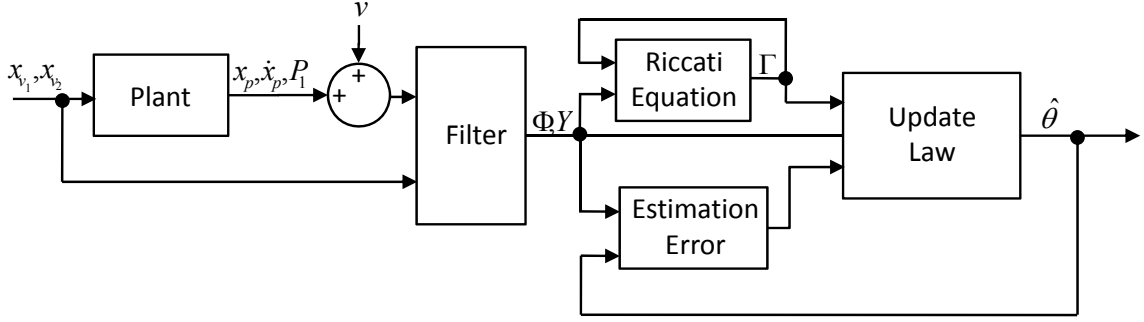 x_{v_1}, x_{v_2}
Plant
x_p, ẋ_p, P_1
v
+
+
Filter
Φ,Y
Riccati
Equation
Γ
Estimation
Error
Update
Law
θ̂